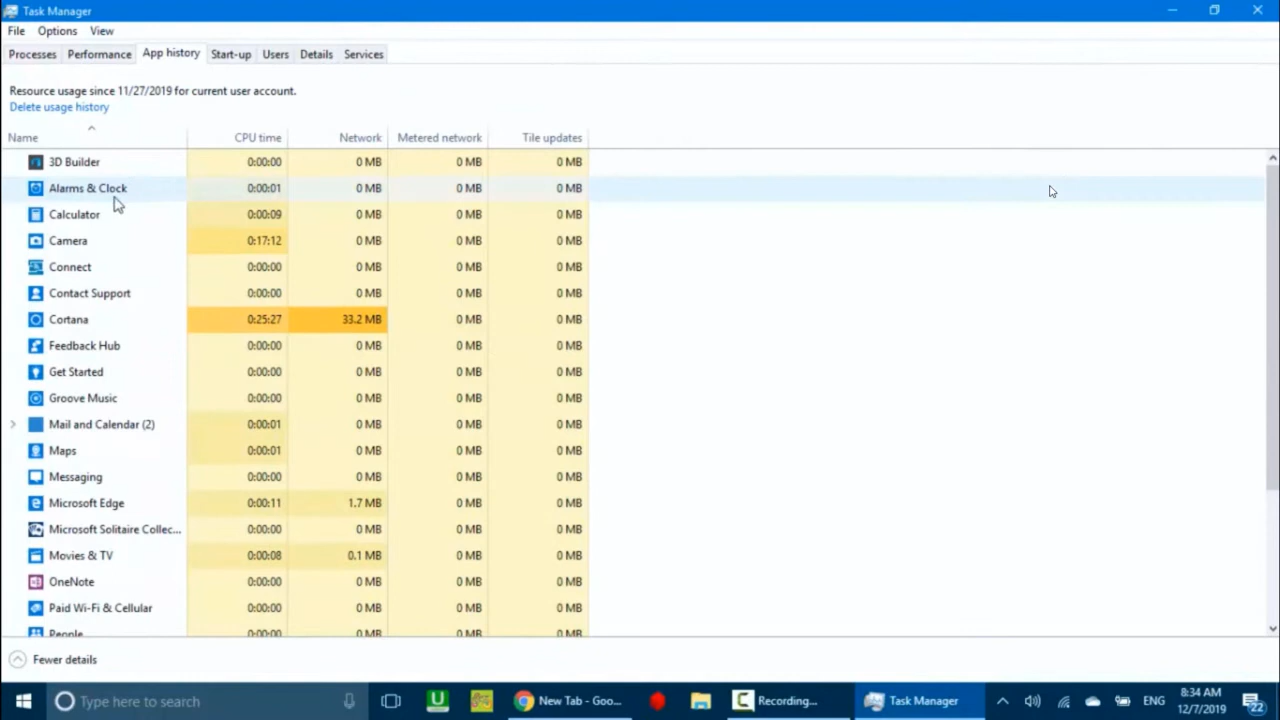 Task Manager
File Options View
Processes Performance App history Start-up Users Details Services
Resource usage since 11/27/2019 for current user account.
Delete usage history
Name CPU time Network Metered network Tile updates
3D Builder 0:00:00 0 MB 0 MB 0 MB
Alarms & Clock 0:00:01 0 MB 0 MB 0 MB
Calculator 0:00:09 0 MB 0 MB 0 MB
Camera 0:17:12 0 MB 0 MB 0 MB
Connect 0:00:00 0 MB 0 MB 0 MB
Contact Support 0:00:00 0 MB 0 MB 0 MB
Cortana 0:25:27 33.2 MB 0 MB 0 MB
Feedback Hub 0:00:00 0 MB 0 MB 0 MB
Get Started 0:00:00 0 MB 0 MB 0 MB
Groove Music 0:00:00 0 MB 0 MB 0 MB
Mail and Calendar (2) 0:00:01 0 MB 0 MB 0 MB
Maps 0:00:01 0 MB 0 MB 0 MB
Messaging 0:00:00 0 MB 0 MB 0 MB
Microsoft Edge 0:00:11 1.7 MB 0 MB 0 MB
Microsoft Solitaire Collec... 0:00:00 0 MB 0 MB 0 MB
Movies & TV 0:00:08 0.1 MB 0 MB 0 MB
OneNote 0:00:00 0 MB 0 MB 0 MB
Paid Wi-Fi & Cellular 0:00:00 0 MB 0 MB 0 MB
People 0:00:00 0 MB 0 MB 0 MB
Fewer details
Type here to search New Tab - Goo... Recording... Task Manager ENG 8:34 AM
12/7/2019 22